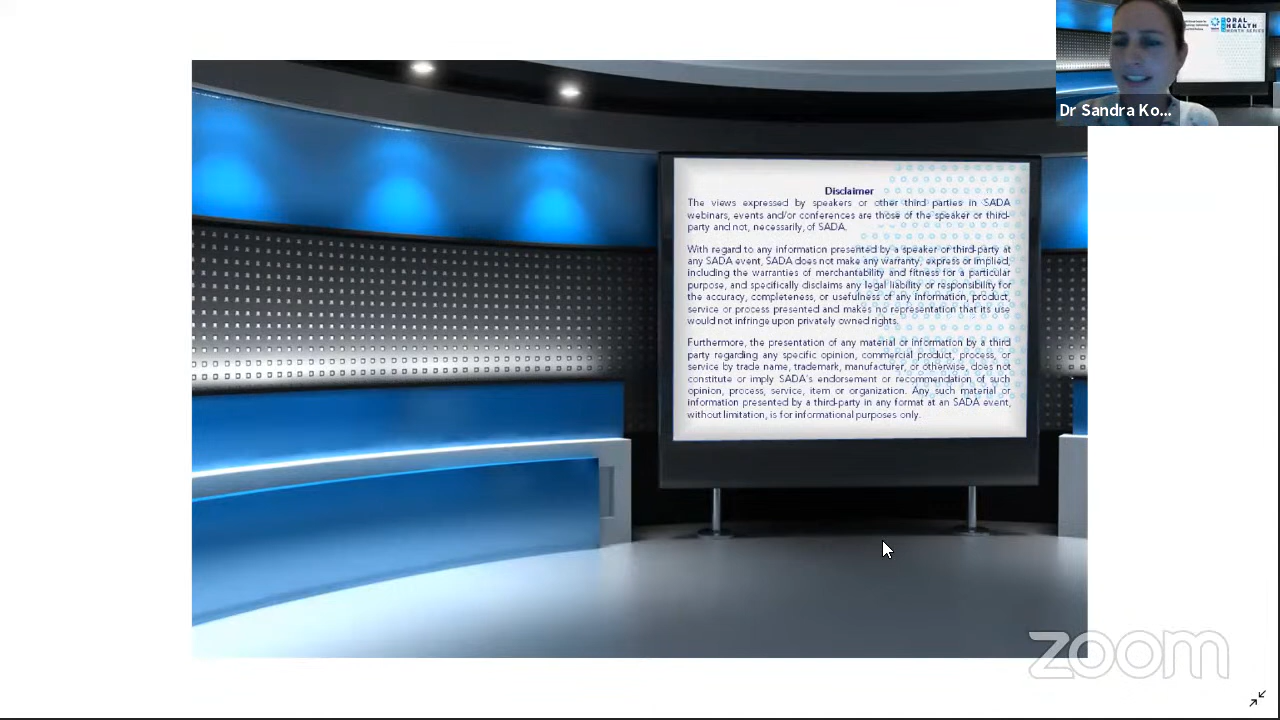 ORAL
HEALTH
MONTH SERIES
Dr Sandra Ko...
Disclaimer
The views expressed by speakers or other third parties in SADA
webinars, events and/or conferences are those of the speaker or third-
party and not, necessarily, of SADA.
With regard to any information presented by a speaker or third-party at
any SADA event, SADA does not make any warranty, express or implied,
including the warranties of merchantability and fitness for a particular
purpose, and specifically disclaims any legal liability or responsibility for
the accuracy, completeness, or usefulness of any information, product,
service or process presented and makes no representation that its use
would not infringe upon privately owned rights.
Furthermore, the presentation of any material or information by a third
party regarding any specific opinion, commercial product, process, or
service by trade name, trademark, manufacturer, or otherwise, does not
constitute or imply SADA's endorsement or recommendation of such
opinion, process, service, item or organization. Any such material or
information presented by a third-party in any format at an SADA event,
without limitation, is for informational purposes only.
zoom